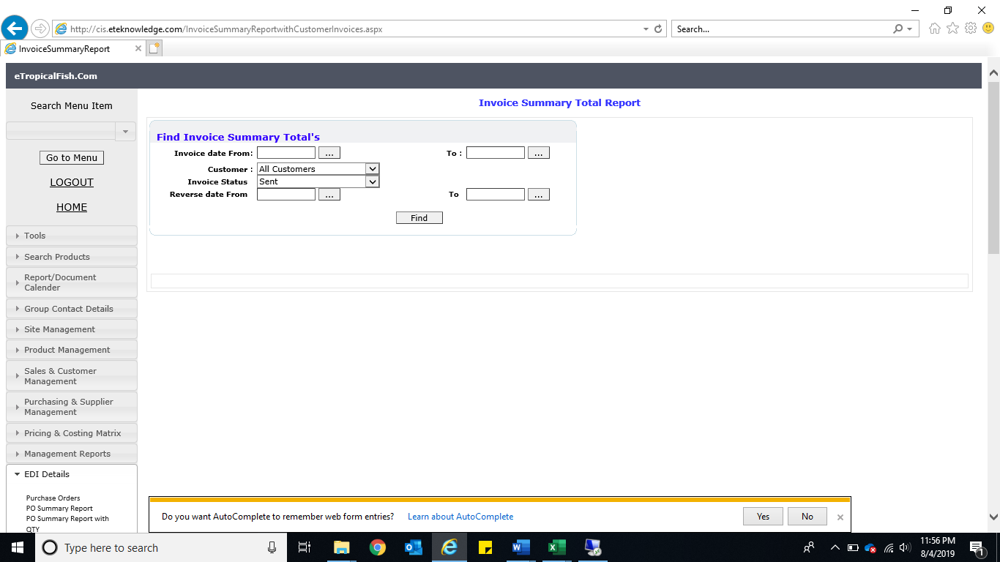 http://cis.eteknowledge.com/InvoiceSummaryReportwithCustomerInvoices.aspx
Search...
InvoiceSummaryReport
eTropicalFish.Com
Search Menu Item
Go to Menu
LOGOUT
HOME
Tools
Search Products
Report/Document
Calender
Group Contact Details
Site Management
Product Management
Sales & Customer
Management
Purchasing & Supplier
Management
Pricing & Costing Matrix
Management Reports
EDI Details
Purchase Orders
PO Summary Report
PO Summary Report with
QTY
Invoice Summary Total Report
Find Invoice Summary Total's
Invoice date From: ... To : ...
Customer : All Customers
Invoice Status Sent
Reverse date From ... To ...
Find
Do you want AutoComplete to remember web form entries? Learn about AutoComplete Yes No
Type here to search
11:56 PM
8/4/2019
1